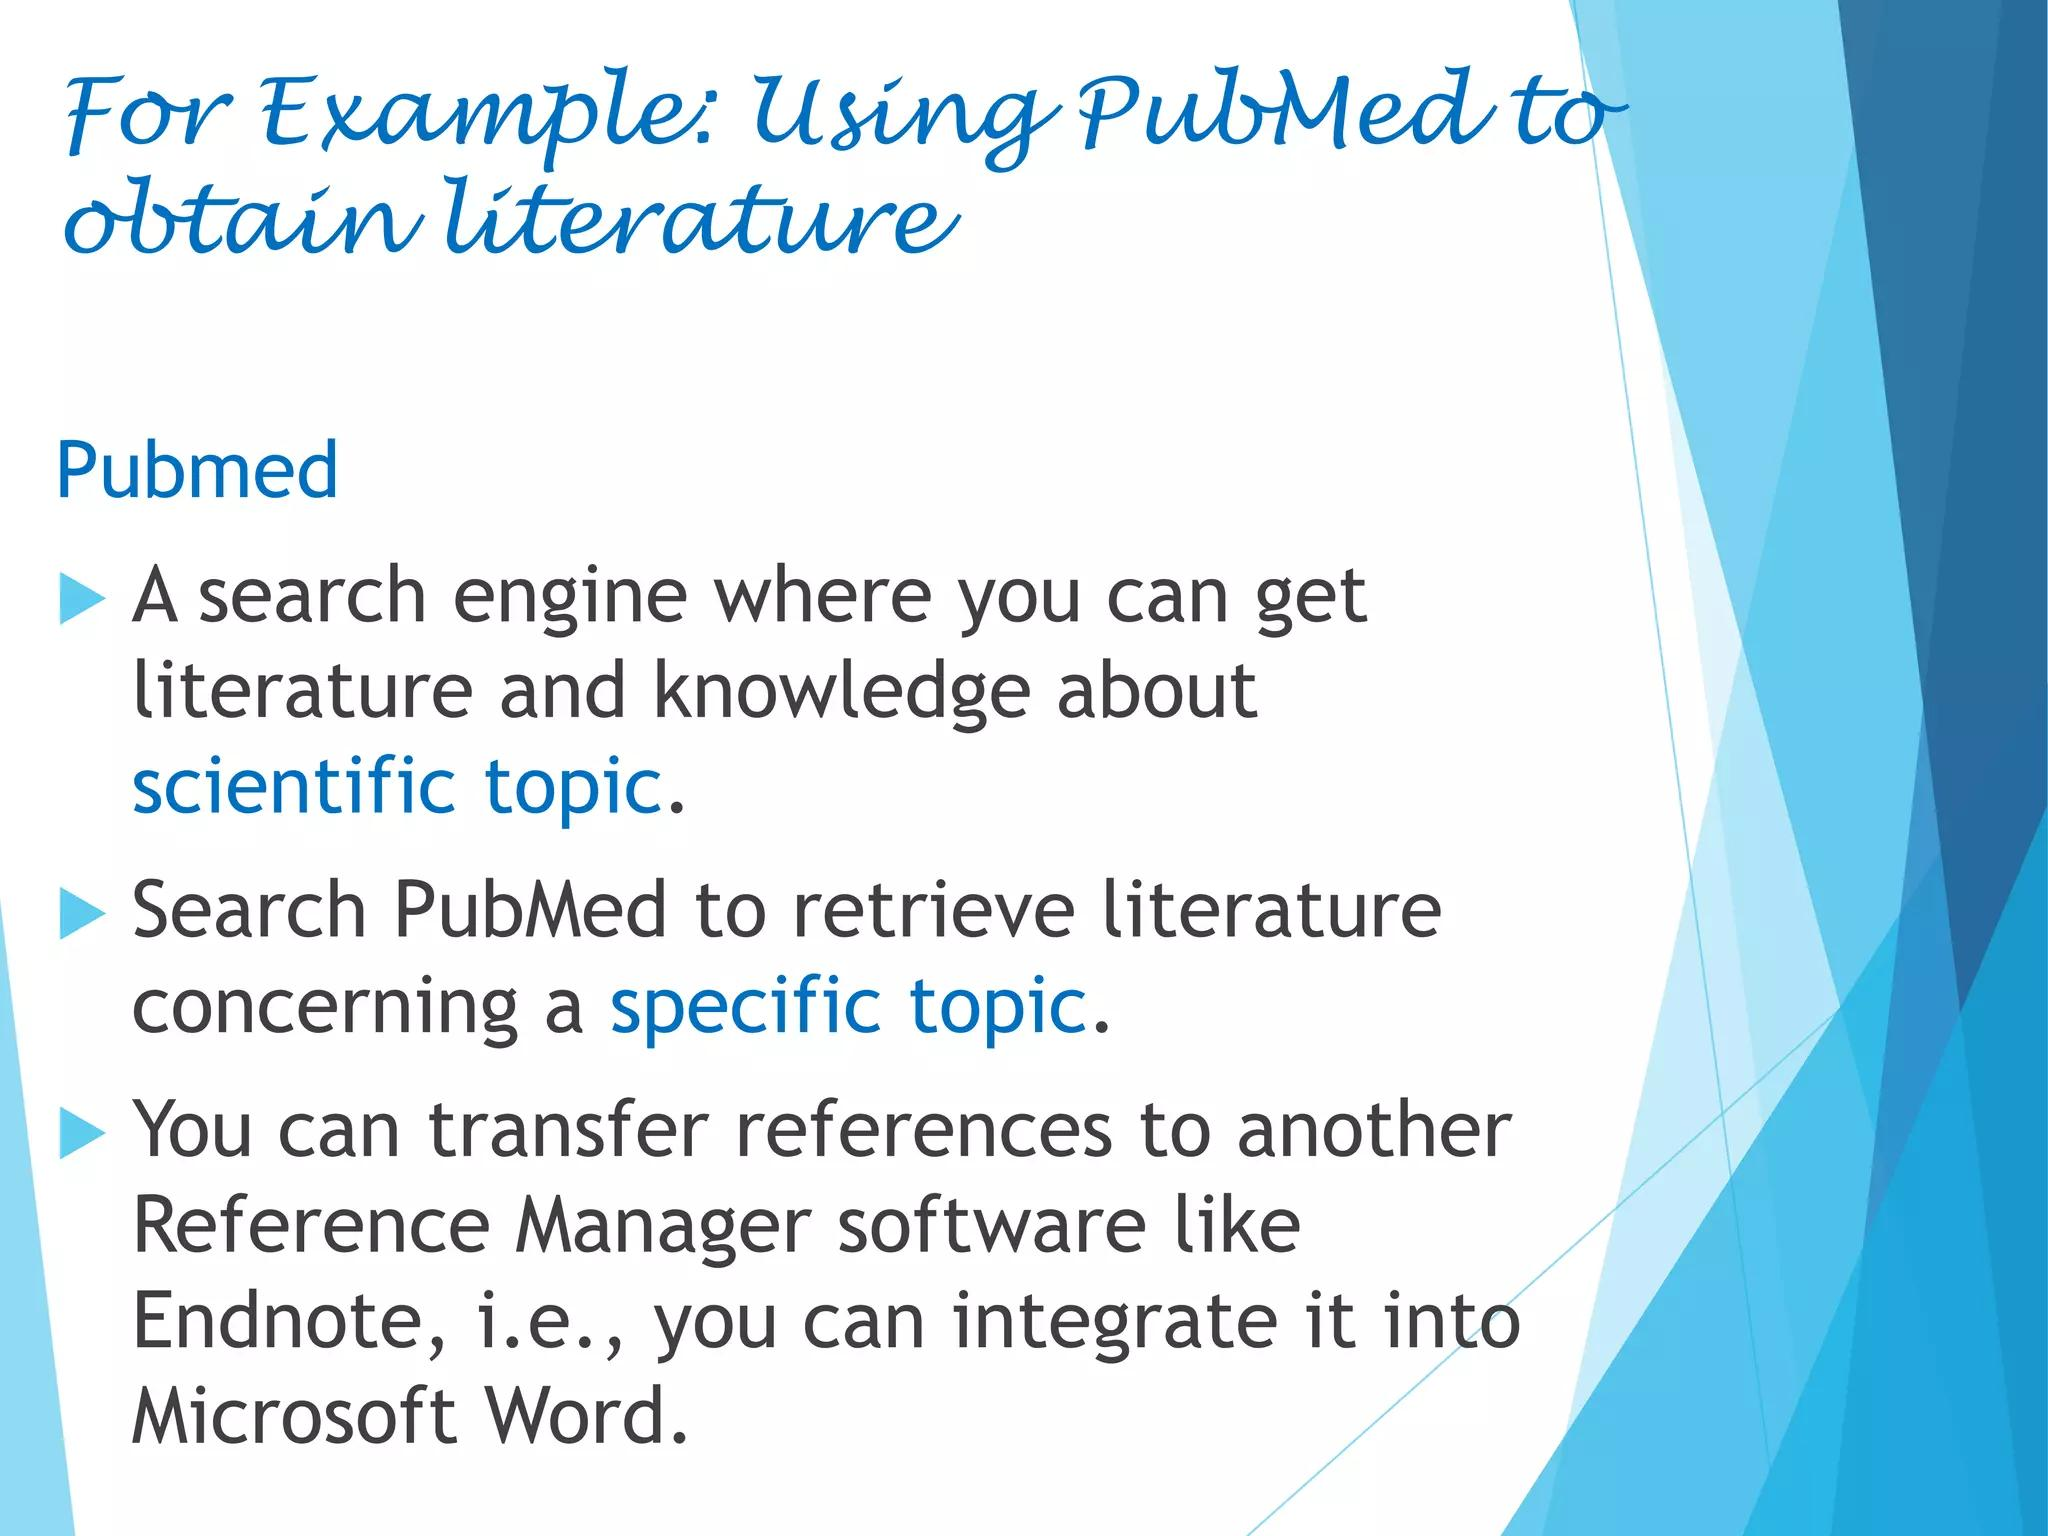 For Example: Using PubMed to
obtain literature
Pubmed
A search engine where you can get
literature and knowledge about
scientific topic.
Search PubMed to retrieve literature
concerning a specific topic.
You can transfer references to another
Reference Manager software like
Endnote, i.e., you can integrate it into
Microsoft Word.